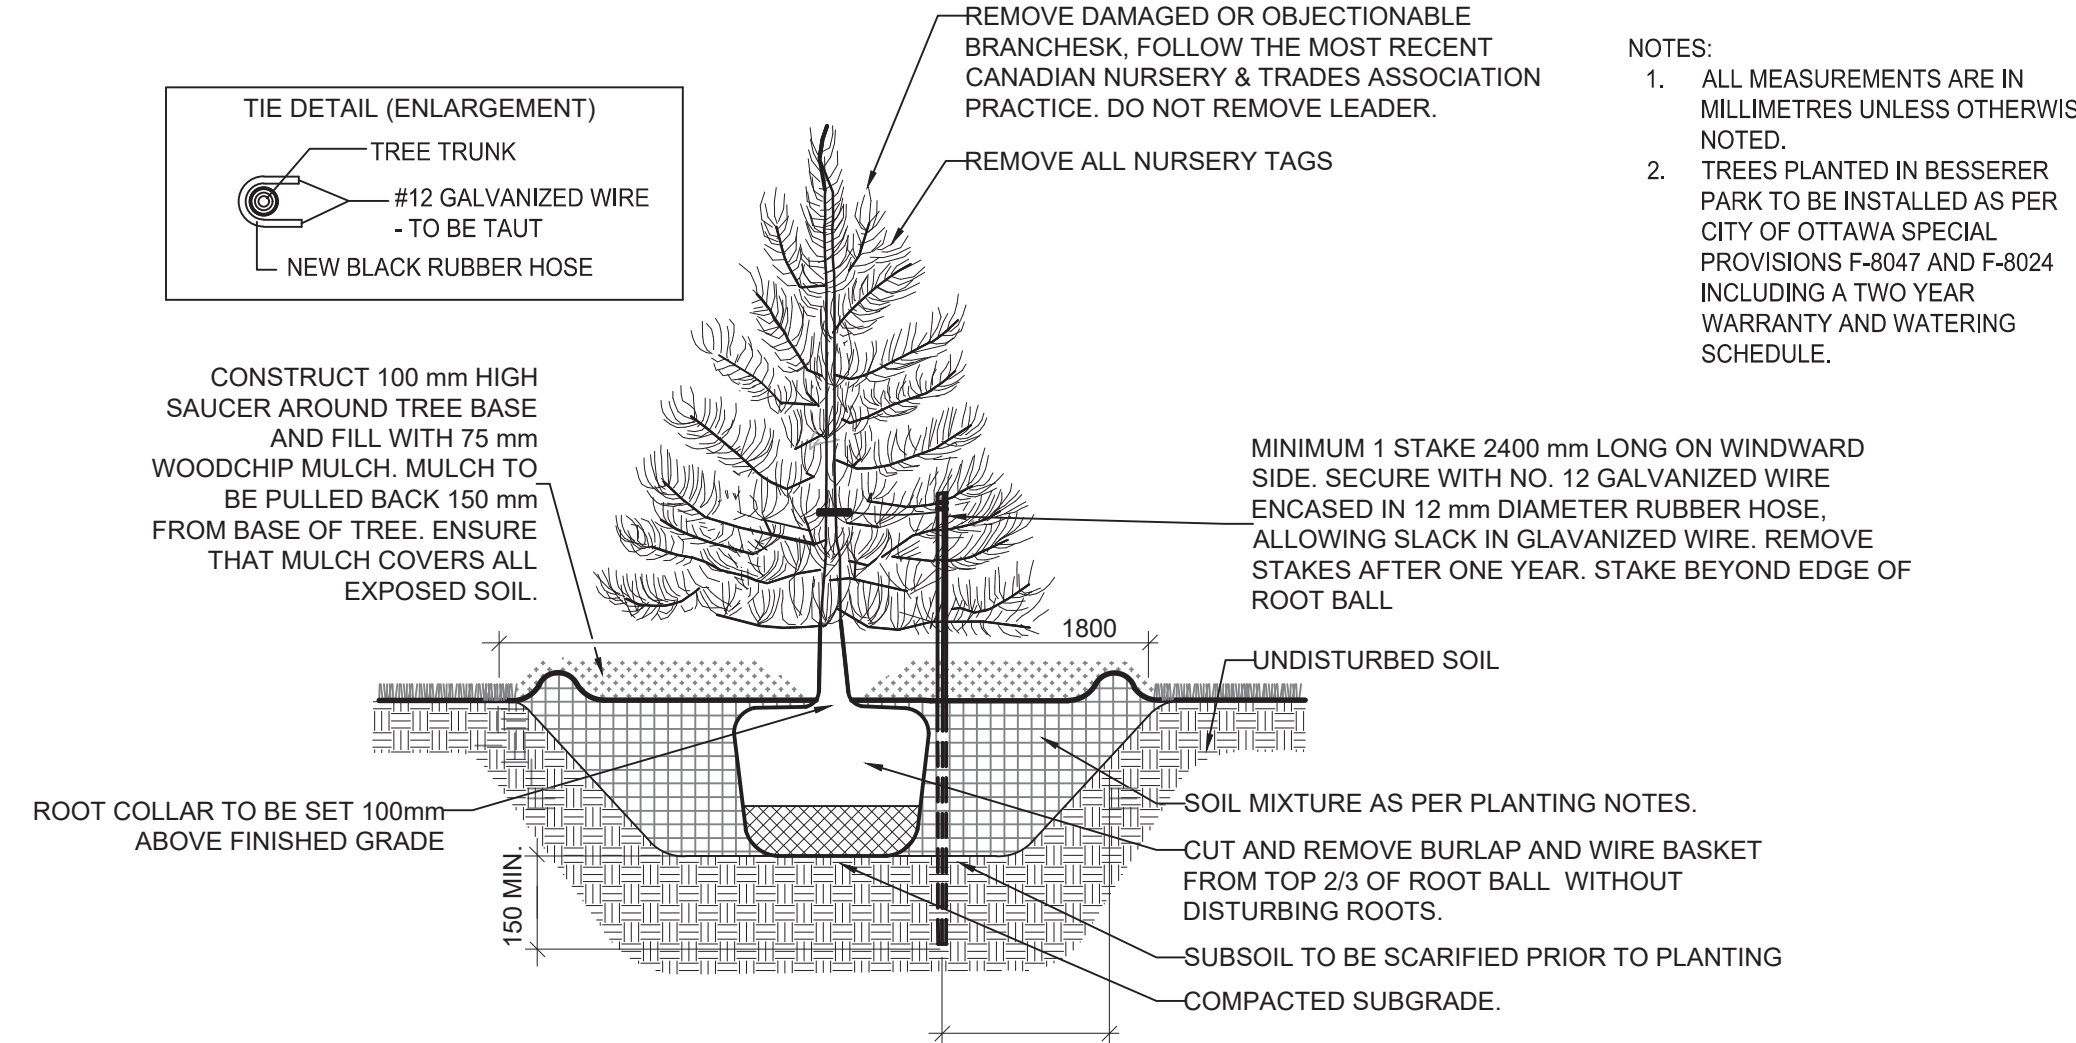 REMOVE DAMAGED OR OBJECTIONABLE
BRANCHESK, FOLLOW THE MOST RECENT
CANADIAN NURSERY & TRADES ASSOCIATION
PRACTICE. DO NOT REMOVE LEADER.
REMOVE ALL NURSERY TAGS
NOTES:
1. ALL MEASUREMENTS ARE IN
MILLIMETRES UNLESS OTHERWIS
NOTED.
2. TREES PLANTED IN BESSERER
PARK TO BE INSTALLED AS PER
CITY OF OTTAWA SPECIAL
PROVISIONS F-8047 AND F-8024
INCLUDING A TWO YEAR
WARRANTY AND WATERING
SCHEDULE.
TIE DETAIL (ENLARGEMENT)
TREE TRUNK
#12 GALVANIZED WIRE
- TO BE TAUT
NEW BLACK RUBBER HOSE
CONSTRUCT 100 mm HIGH
SAUCER AROUND TREE BASE
AND FILL WITH 75 mm
WOODCHIP MULCH. MULCH TO
BE PULLED BACK 150 mm
FROM BASE OF TREE. ENSURE
THAT MULCH COVERS ALL
EXPOSED SOIL.
MINIMUM 1 STAKE 2400 mm LONG ON WINDWARD
SIDE. SECURE WITH NO. 12 GALVANIZED WIRE
ENCASED IN 12 mm DIAMETER RUBBER HOSE,
ALLOWING SLACK IN GLAVANIZED WIRE. REMOVE
STAKES AFTER ONE YEAR. STAKE BEYOND EDGE OF
ROOT BALL
1800
UNDISTURBED SOIL
ROOT COLLAR TO BE SET 100mm
ABOVE FINISHED GRADE
150 MIN.
SOIL MIXTURE AS PER PLANTING NOTES.
CUT AND REMOVE BURLAP AND WIRE BASKET
FROM TOP 2/3 OF ROOT BALL WITHOUT
DISTURBING ROOTS.
SUBSOIL TO BE SCARIFIED PRIOR TO PLANTING
COMPACTED SUBGRADE.